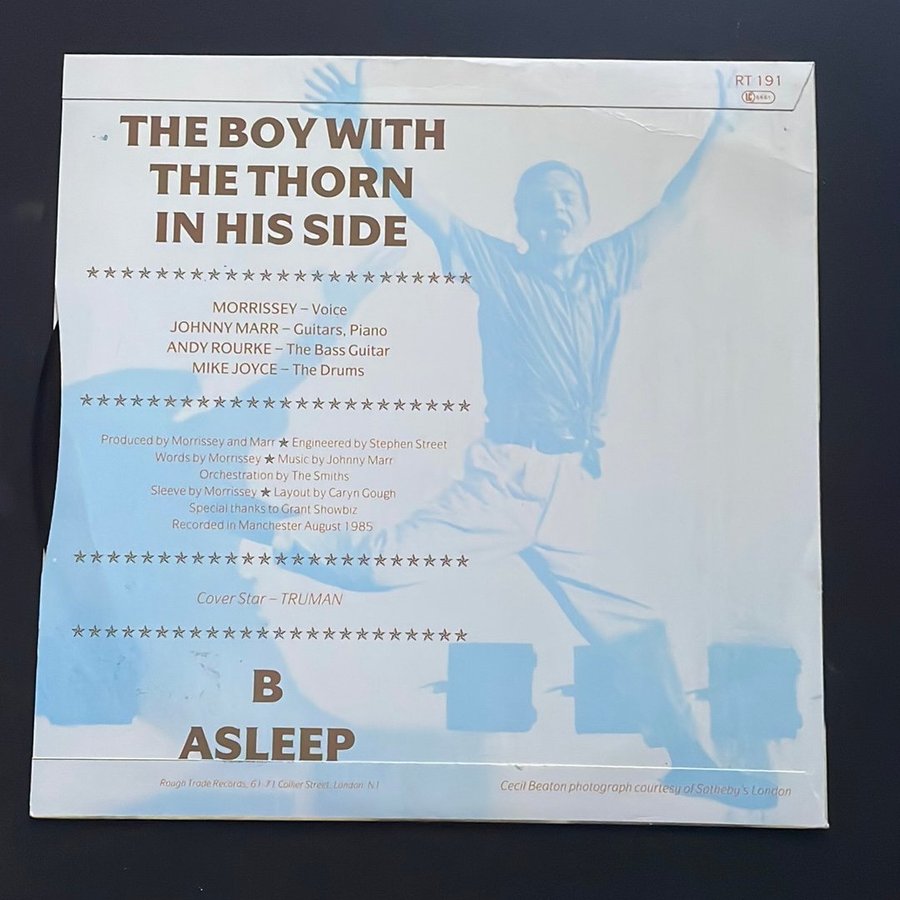 RT 191
THE BOY WITH
THE THORN
IN HIS SIDE
MORRISSEY – Voice
JOHNNY MARR – Guitars, Piano
ANDY ROURKE – The Bass Guitar
MIKE JOYCE – The Drums
Produced by Morrissey and Marr ★ Engineered by Stephen Street
Words by Morrissey ★ Music by Johnny Marr
Orchestration by The Smiths
Sleeve by Morrissey ★ Layout by Caryn Gough
Special thanks to Grant Showbiz
Recorded in Manchester August 1985
Cover Star – TRUMAN
B
ASLEEP
Rough Trade Records, 61-71 Collier Street, London N1
Cecil Beaton photograph courtesy of Sotheby's London